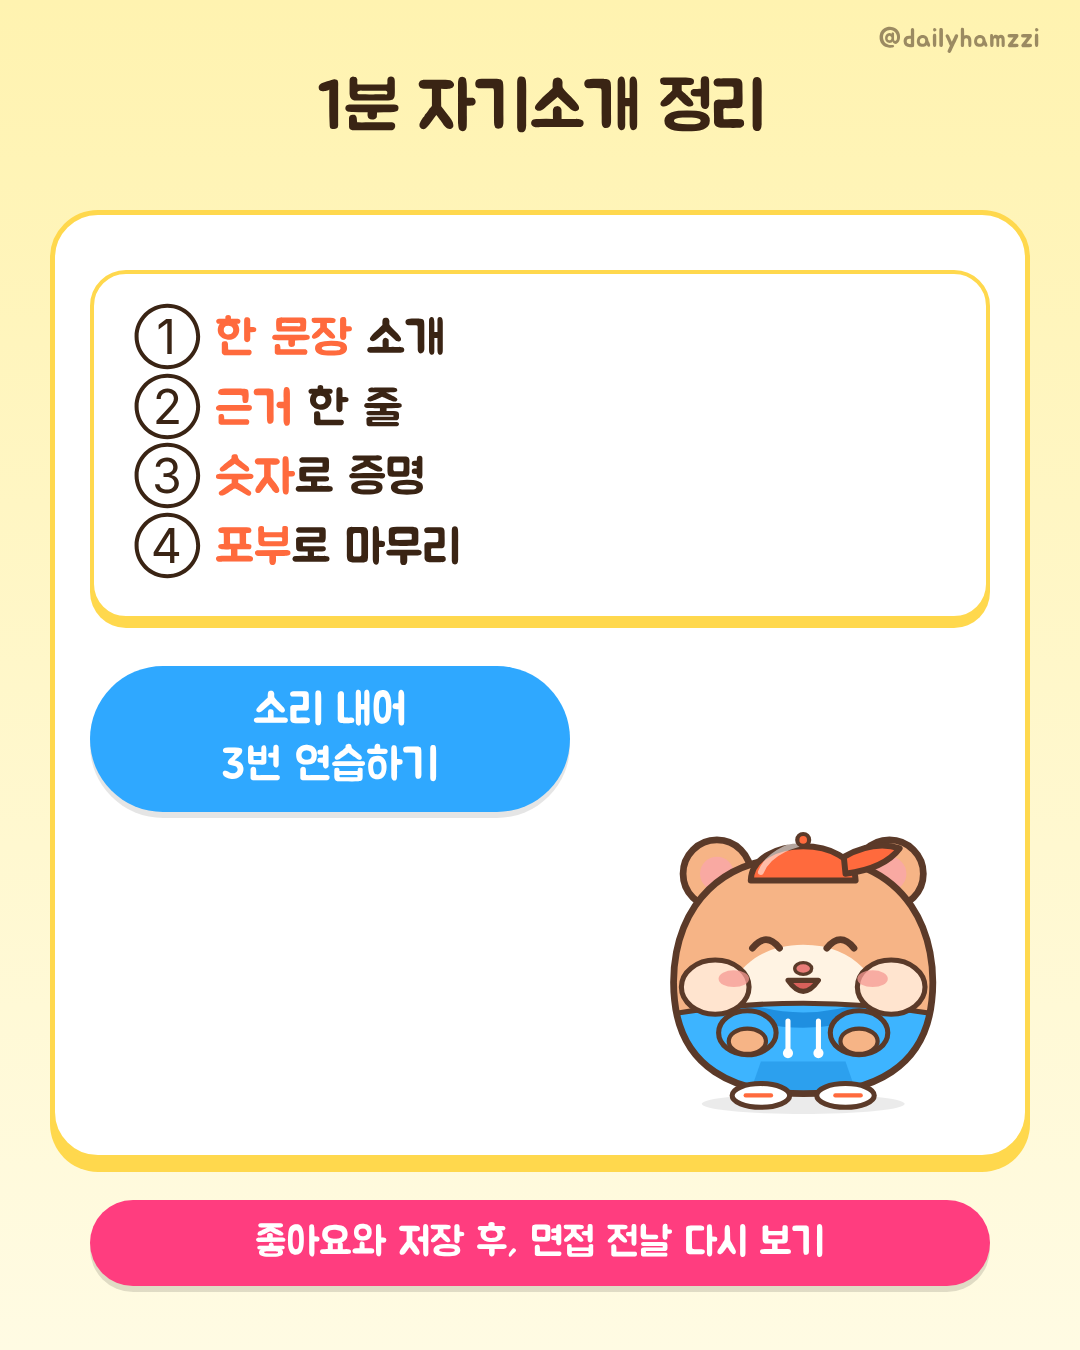 @dailyhamzzi
1분 자기소개 정리
① 한 문장 소개
② 근거 한 줄
③ 숫자로 증명
④ 포부로 마무리
소리 내어
3번 연습하기
좋아요와 저장 후, 면접 전날 다시 보기